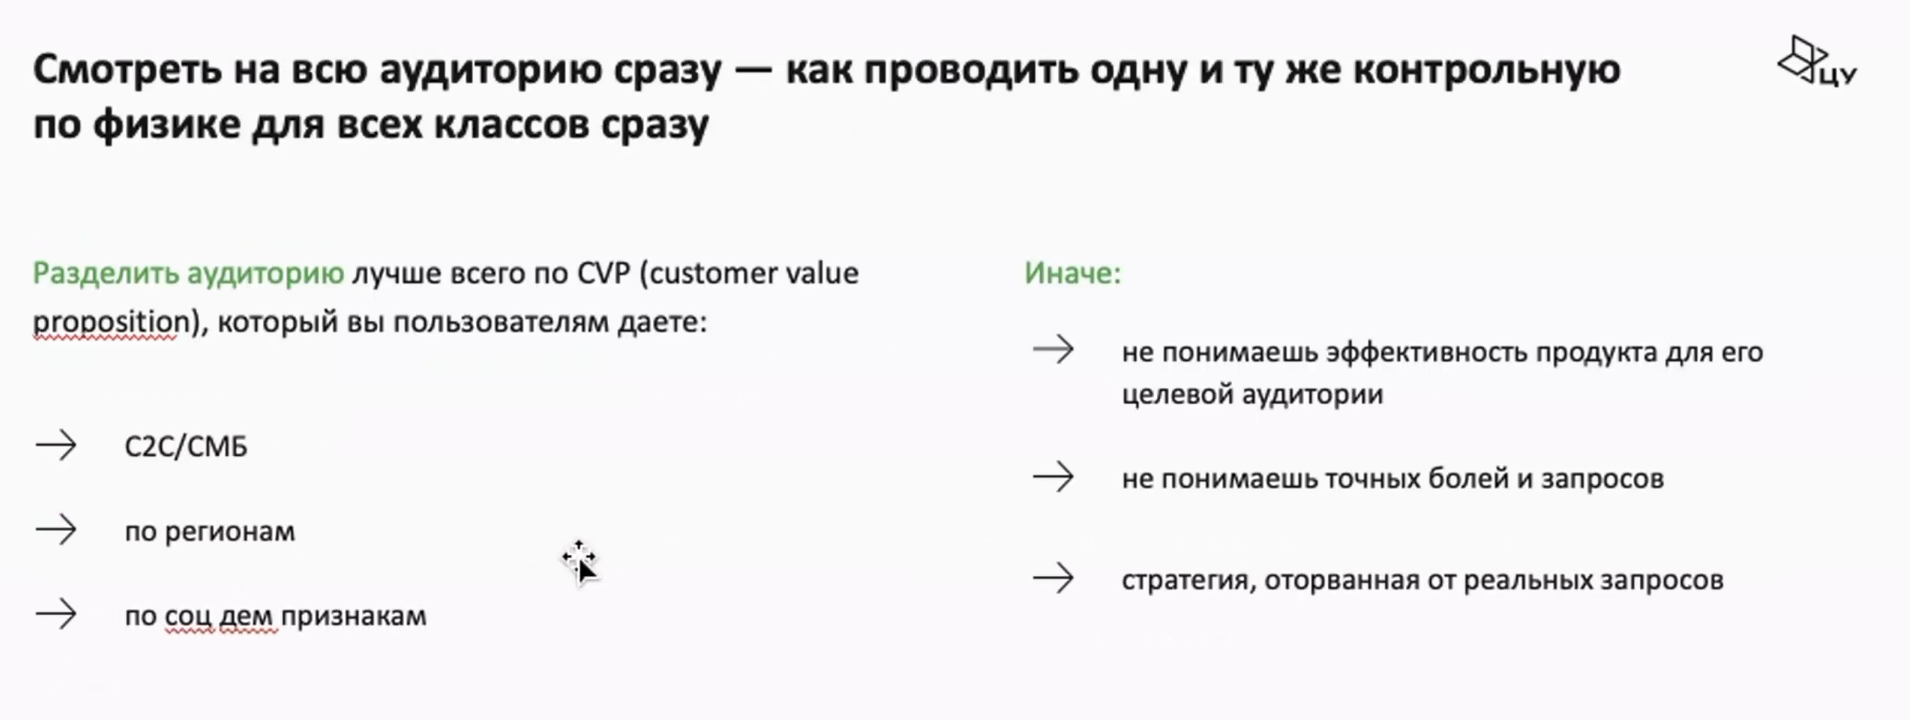 Смотреть на всю аудиторию сразу — как проводить одну и ту же контрольную
по физике для всех классов сразу
ЦУ
Разделить аудиторию лучше всего по CVP (customer value
proposition), который вы пользователям даете:
С2С/СМБ
по регионам
по соц дем признакам
Иначе:
не понимаешь эффективность продукта для его
целевой аудитории
не понимаешь точных болей и запросов
стратегия, оторванная от реальных запросов